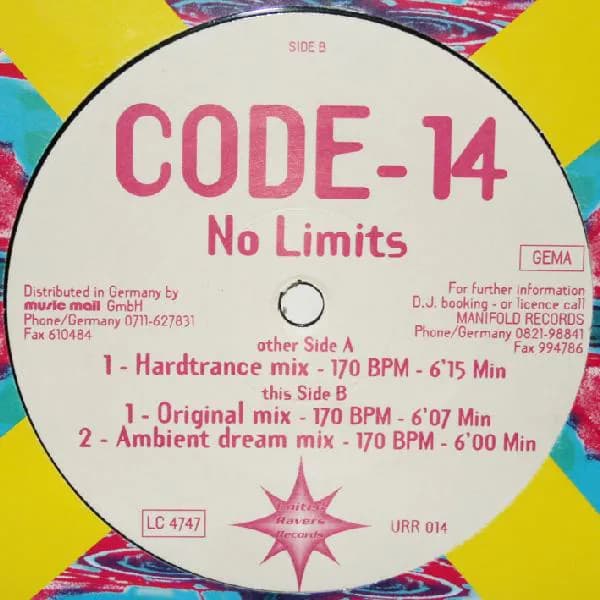 SIDE B
CODE-14
No Limits
GEMA
Distributed in Germany by
music mail GmbH
Phone/Germany 0711-627831
Fax 610484
For further information
D.J. booking - or licence call
MANIFOLD RECORDS
Phone/Germany 0821-98841
Fax 994786
other Side A
1 - Hardtrance mix - 170 BPM - 6'15 Min
this Side B
1 - Original mix - 170 BPM - 6'07 Min
2 - Ambient dream mix - 170 BPM - 6'00 Min
LC 4747
Ravers
Records
URR 014